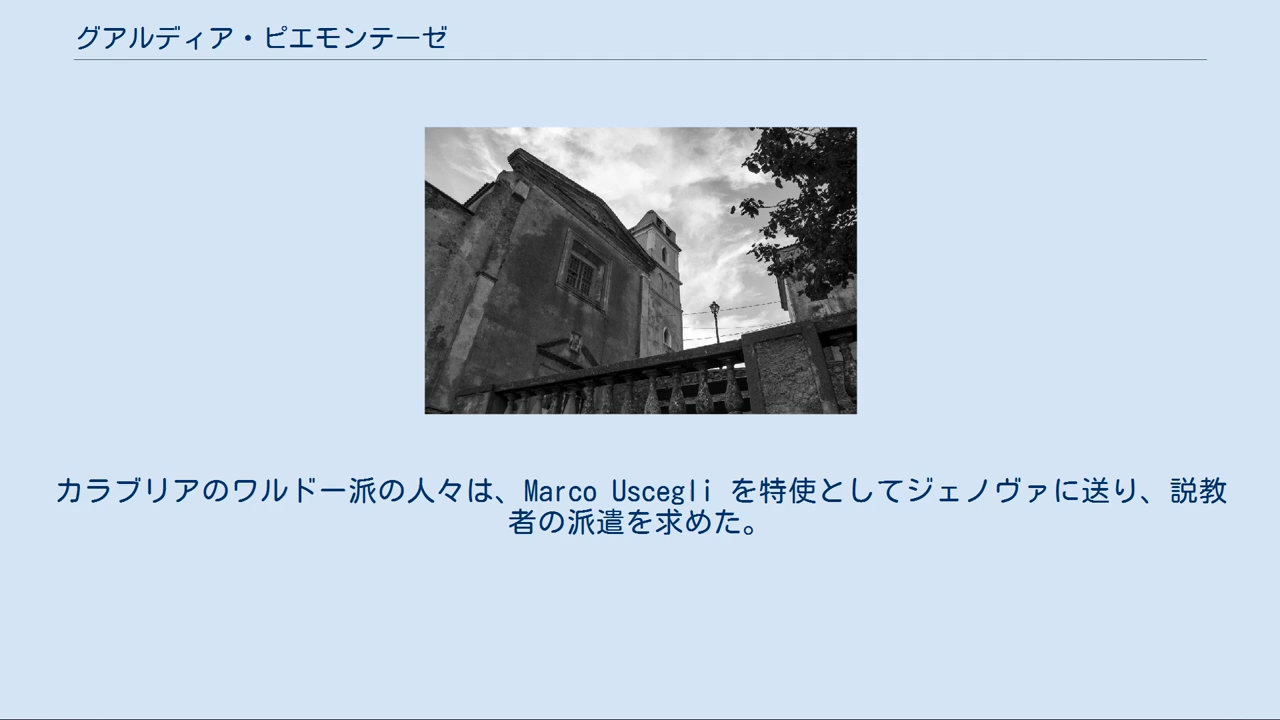 グアルディア・ピエモンテーゼ
カラブリアのワルドー派の人々は、Marco Uscegli を特使としてジェノヴァに送り、説教
者の派遣を求めた。